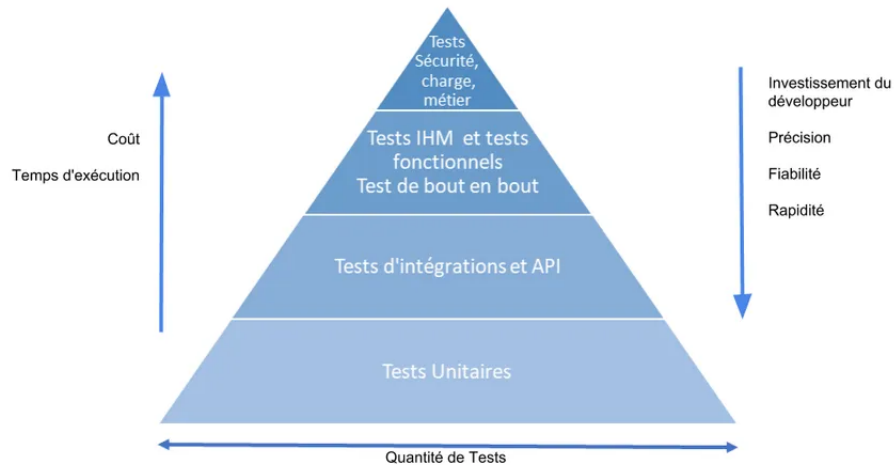 Tests
Sécurité,
charge,
métier
Tests IHM et tests
fonctionnels
Test de bout en bout
Tests d'intégrations et API
Tests Unitaires
Coût
Temps d'exécution
Investissement du
développeur
Précision
Fiabilité
Rapidité
Quantité de Tests